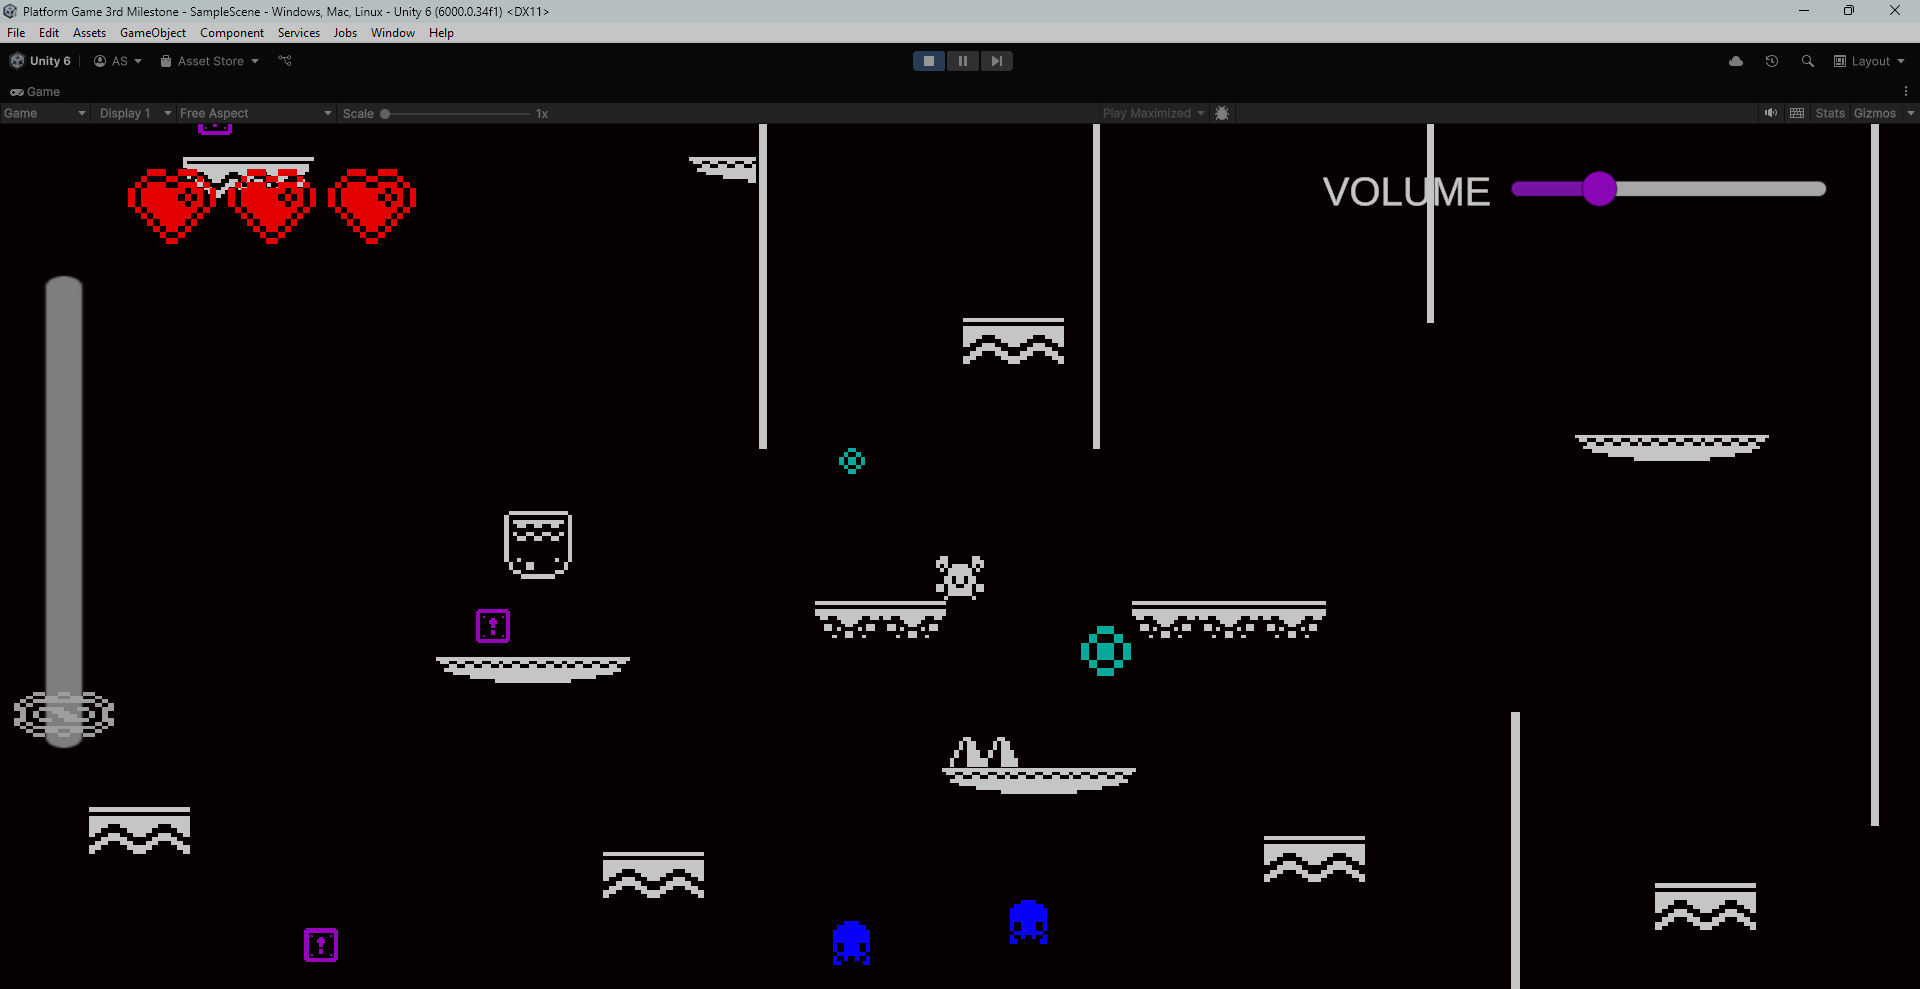 Platform Game 3rd Milestone - SampleScene - Windows, Mac, Linux - Unity 6 (6000.0.34f1) <DX11>
File Edit Assets GameObject Component Services Jobs Window Help
Unity 6 AS Asset Store Layout
Game
Game Display 1 Free Aspect Scale 1x Play Maximized Stats Gizmos
VOLUME